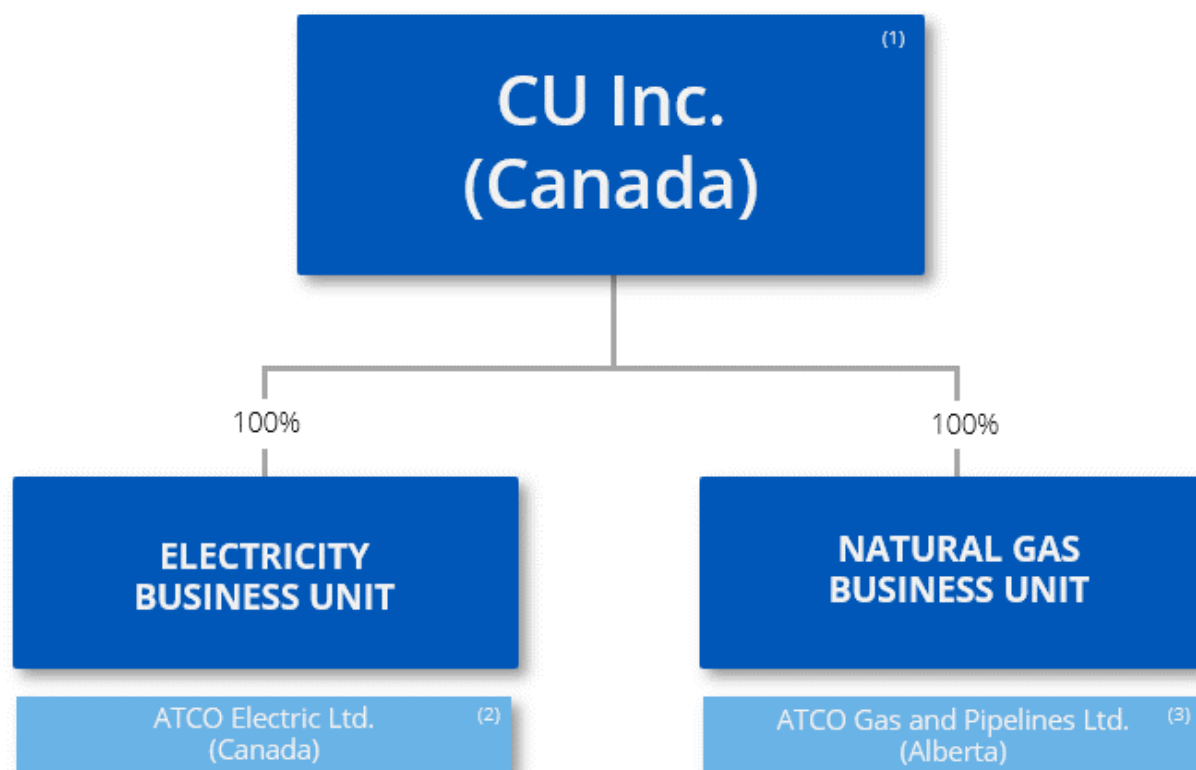 (1)
CU Inc.
(Canada)
100%
100%
ELECTRICITY
BUSINESS UNIT
NATURAL GAS
BUSINESS UNIT
ATCO Electric Ltd. (2)
(Canada)
ATCO Gas and Pipelines Ltd. (3)
(Alberta)